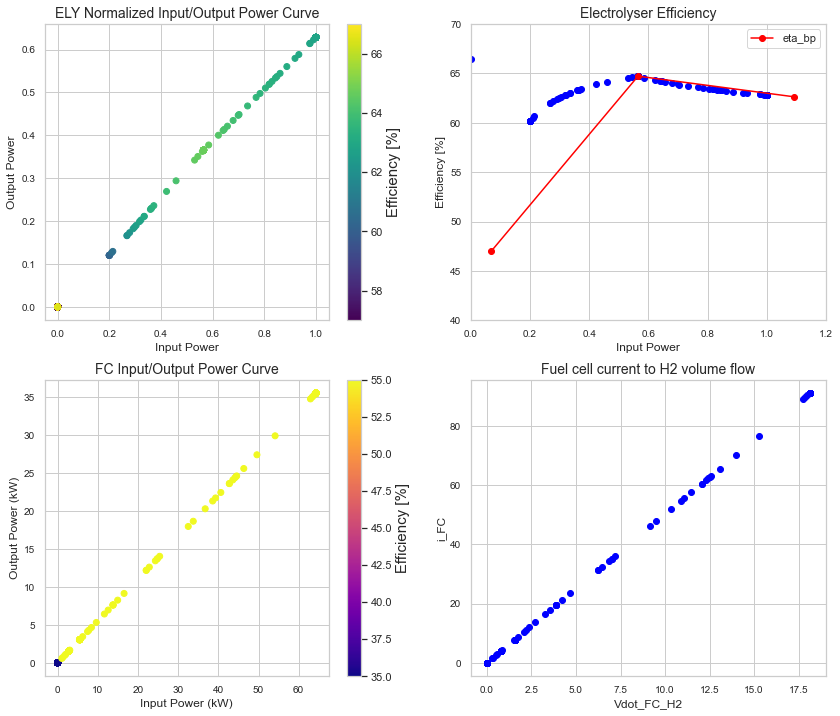 ELY Normalized Input/Output Power Curve
Output Power
0.6
0.5
0.4
0.3
0.2
0.1
0.0
0.0 0.2 0.4 0.6 0.8 1.0
Input Power
66
64
62
60
58
Efficiency [%]
Electrolyser Efficiency
Efficiency [%]
70
65
60
55
50
45
40
eta_bp
0.0 0.2 0.4 0.6 0.8 1.0 1.2
Input Power
FC Input/Output Power Curve
Output Power (kW)
35
30
25
20
15
10
5
0
0 10 20 30 40 50 60
Input Power (kW)
55.0
52.5
50.0
47.5
45.0
42.5
40.0
37.5
35.0
Efficiency [%]
Fuel cell current to H2 volume flow
i_FC
80
60
40
20
0
0.0 2.5 5.0 7.5 10.0 12.5 15.0 17.5
Vdot_FC_H2